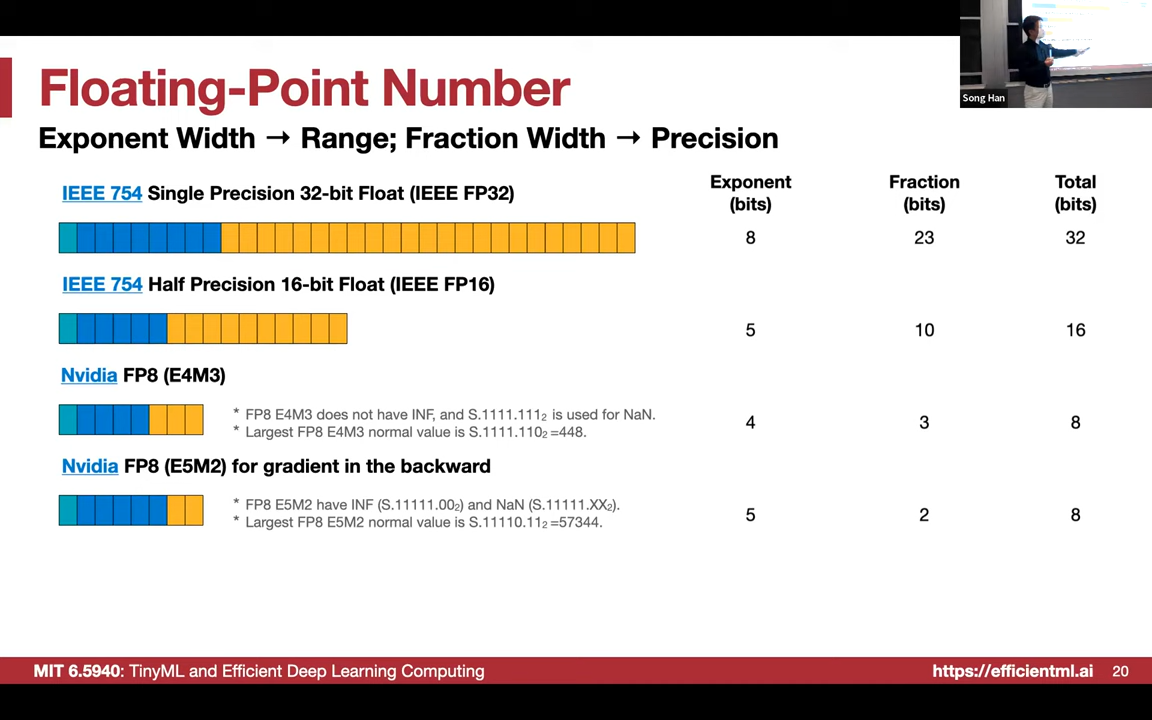 Song Han
Floating-Point Number
Exponent Width → Range; Fraction Width → Precision
Exponent (bits)
Fraction (bits)
Total (bits)
IEEE 754 Single Precision 32-bit Float (IEEE FP32)
8 23 32
IEEE 754 Half Precision 16-bit Float (IEEE FP16)
5 10 16
Nvidia FP8 (E4M3)
* FP8 E4M3 does not have INF, and S.1111.111₂ is used for NaN.
* Largest FP8 E4M3 normal value is S.1111.110₂ =448.
4 3 8
Nvidia FP8 (E5M2) for gradient in the backward
* FP8 E5M2 have INF (S.11111.00₂) and NaN (S.11111.XX₂).
* Largest FP8 E5M2 normal value is S.11110.11₂ =57344.
5 2 8
MIT 6.5940: TinyML and Efficient Deep Learning Computing
https://efficientml.ai 20